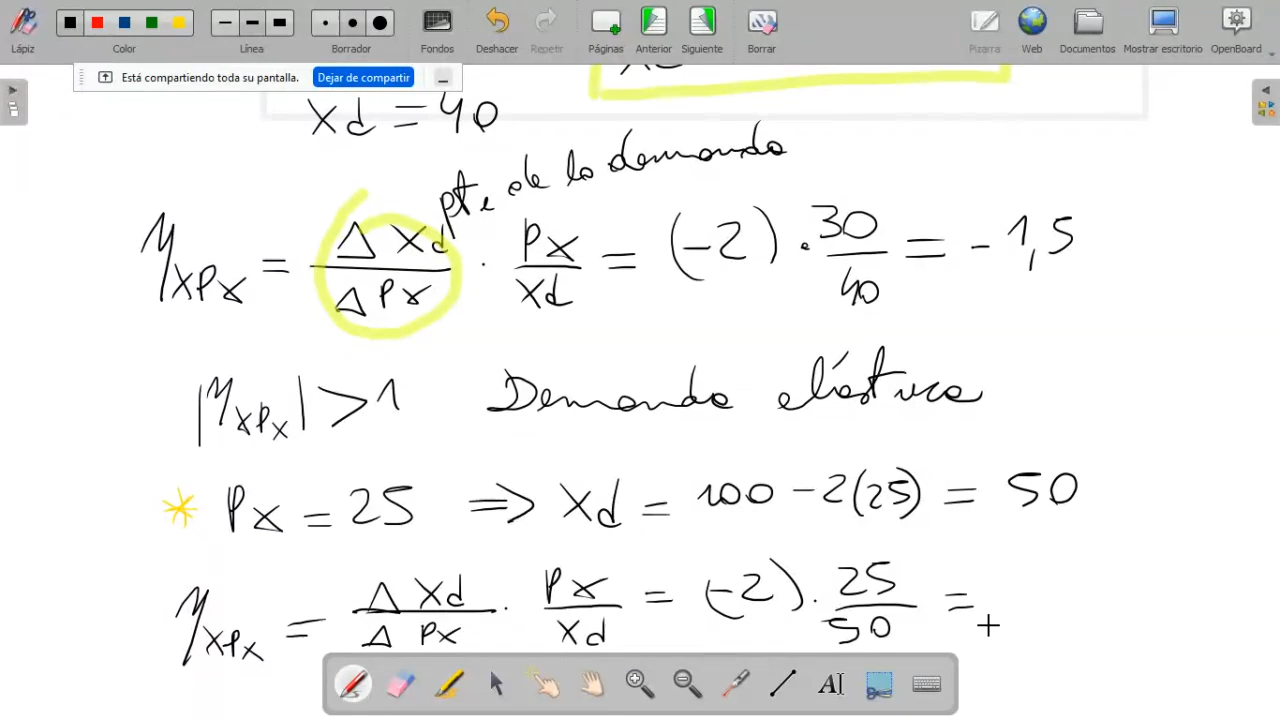 Lápiz Color Línea Borrador Fondos Deshacer Repetir Páginas Anterior Siguiente Borrar Pizarra Web Documentos Mostrar escritorio OpenBoard
Está compartiendo toda su pantalla. Dejar de compartir
Xd = 40
pte de la demanda
ηXPx = ΔXd/ΔPx · Px/Xd = (-2) · 30/40 = -1,5
|ηXPx| > 1 Demanda elástica
* Px = 25 ⇒ Xd = 100 - 2(25) = 50
ηXPx = ΔXd/ΔPx · Px/Xd = (-2) · 25/50 =